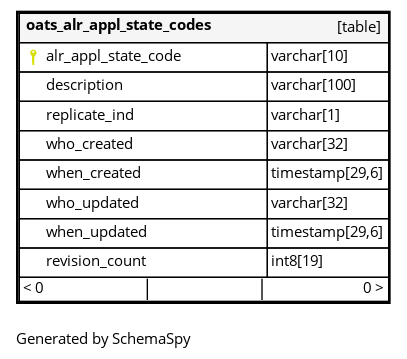 oats_alr_appl_state_codes [table]
alr_appl_state_code varchar[10]
description varchar[100]
replicate_ind varchar[1]
who_created varchar[32]
when_created timestamp[29,6]
who_updated varchar[32]
when_updated timestamp[29,6]
revision_count int8[19]
< 0 0 >
Generated by SchemaSpy